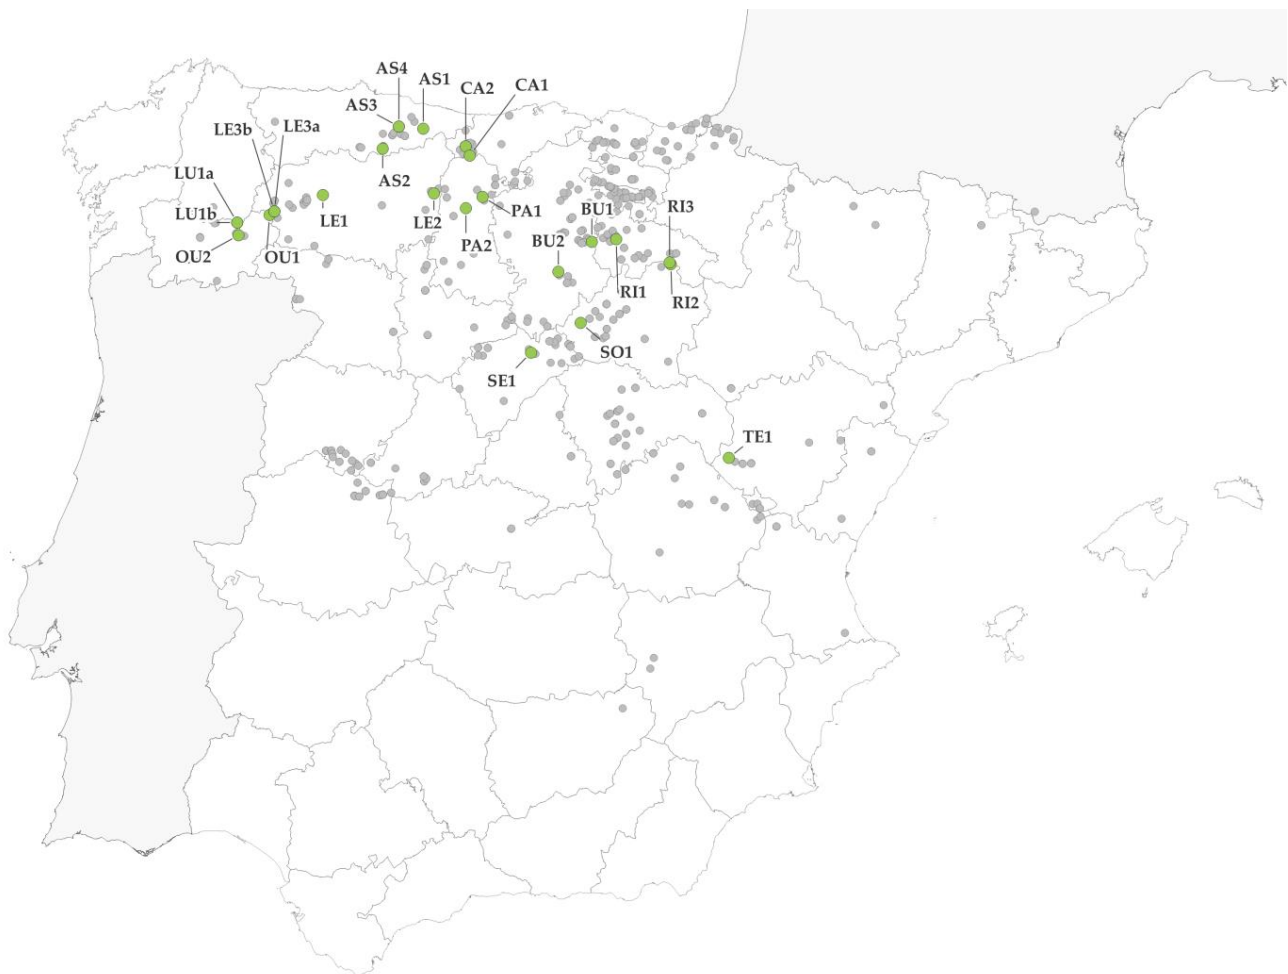 AS4
AS1
CA2
CA1
AS3
LE3b
LE3a
LU1a
AS2
LU1b
LE1
LE2
PA1
BU1
RI3
OU2
OU1
PA2
BU2
RI1
RI2
SO1
SE1
TE1